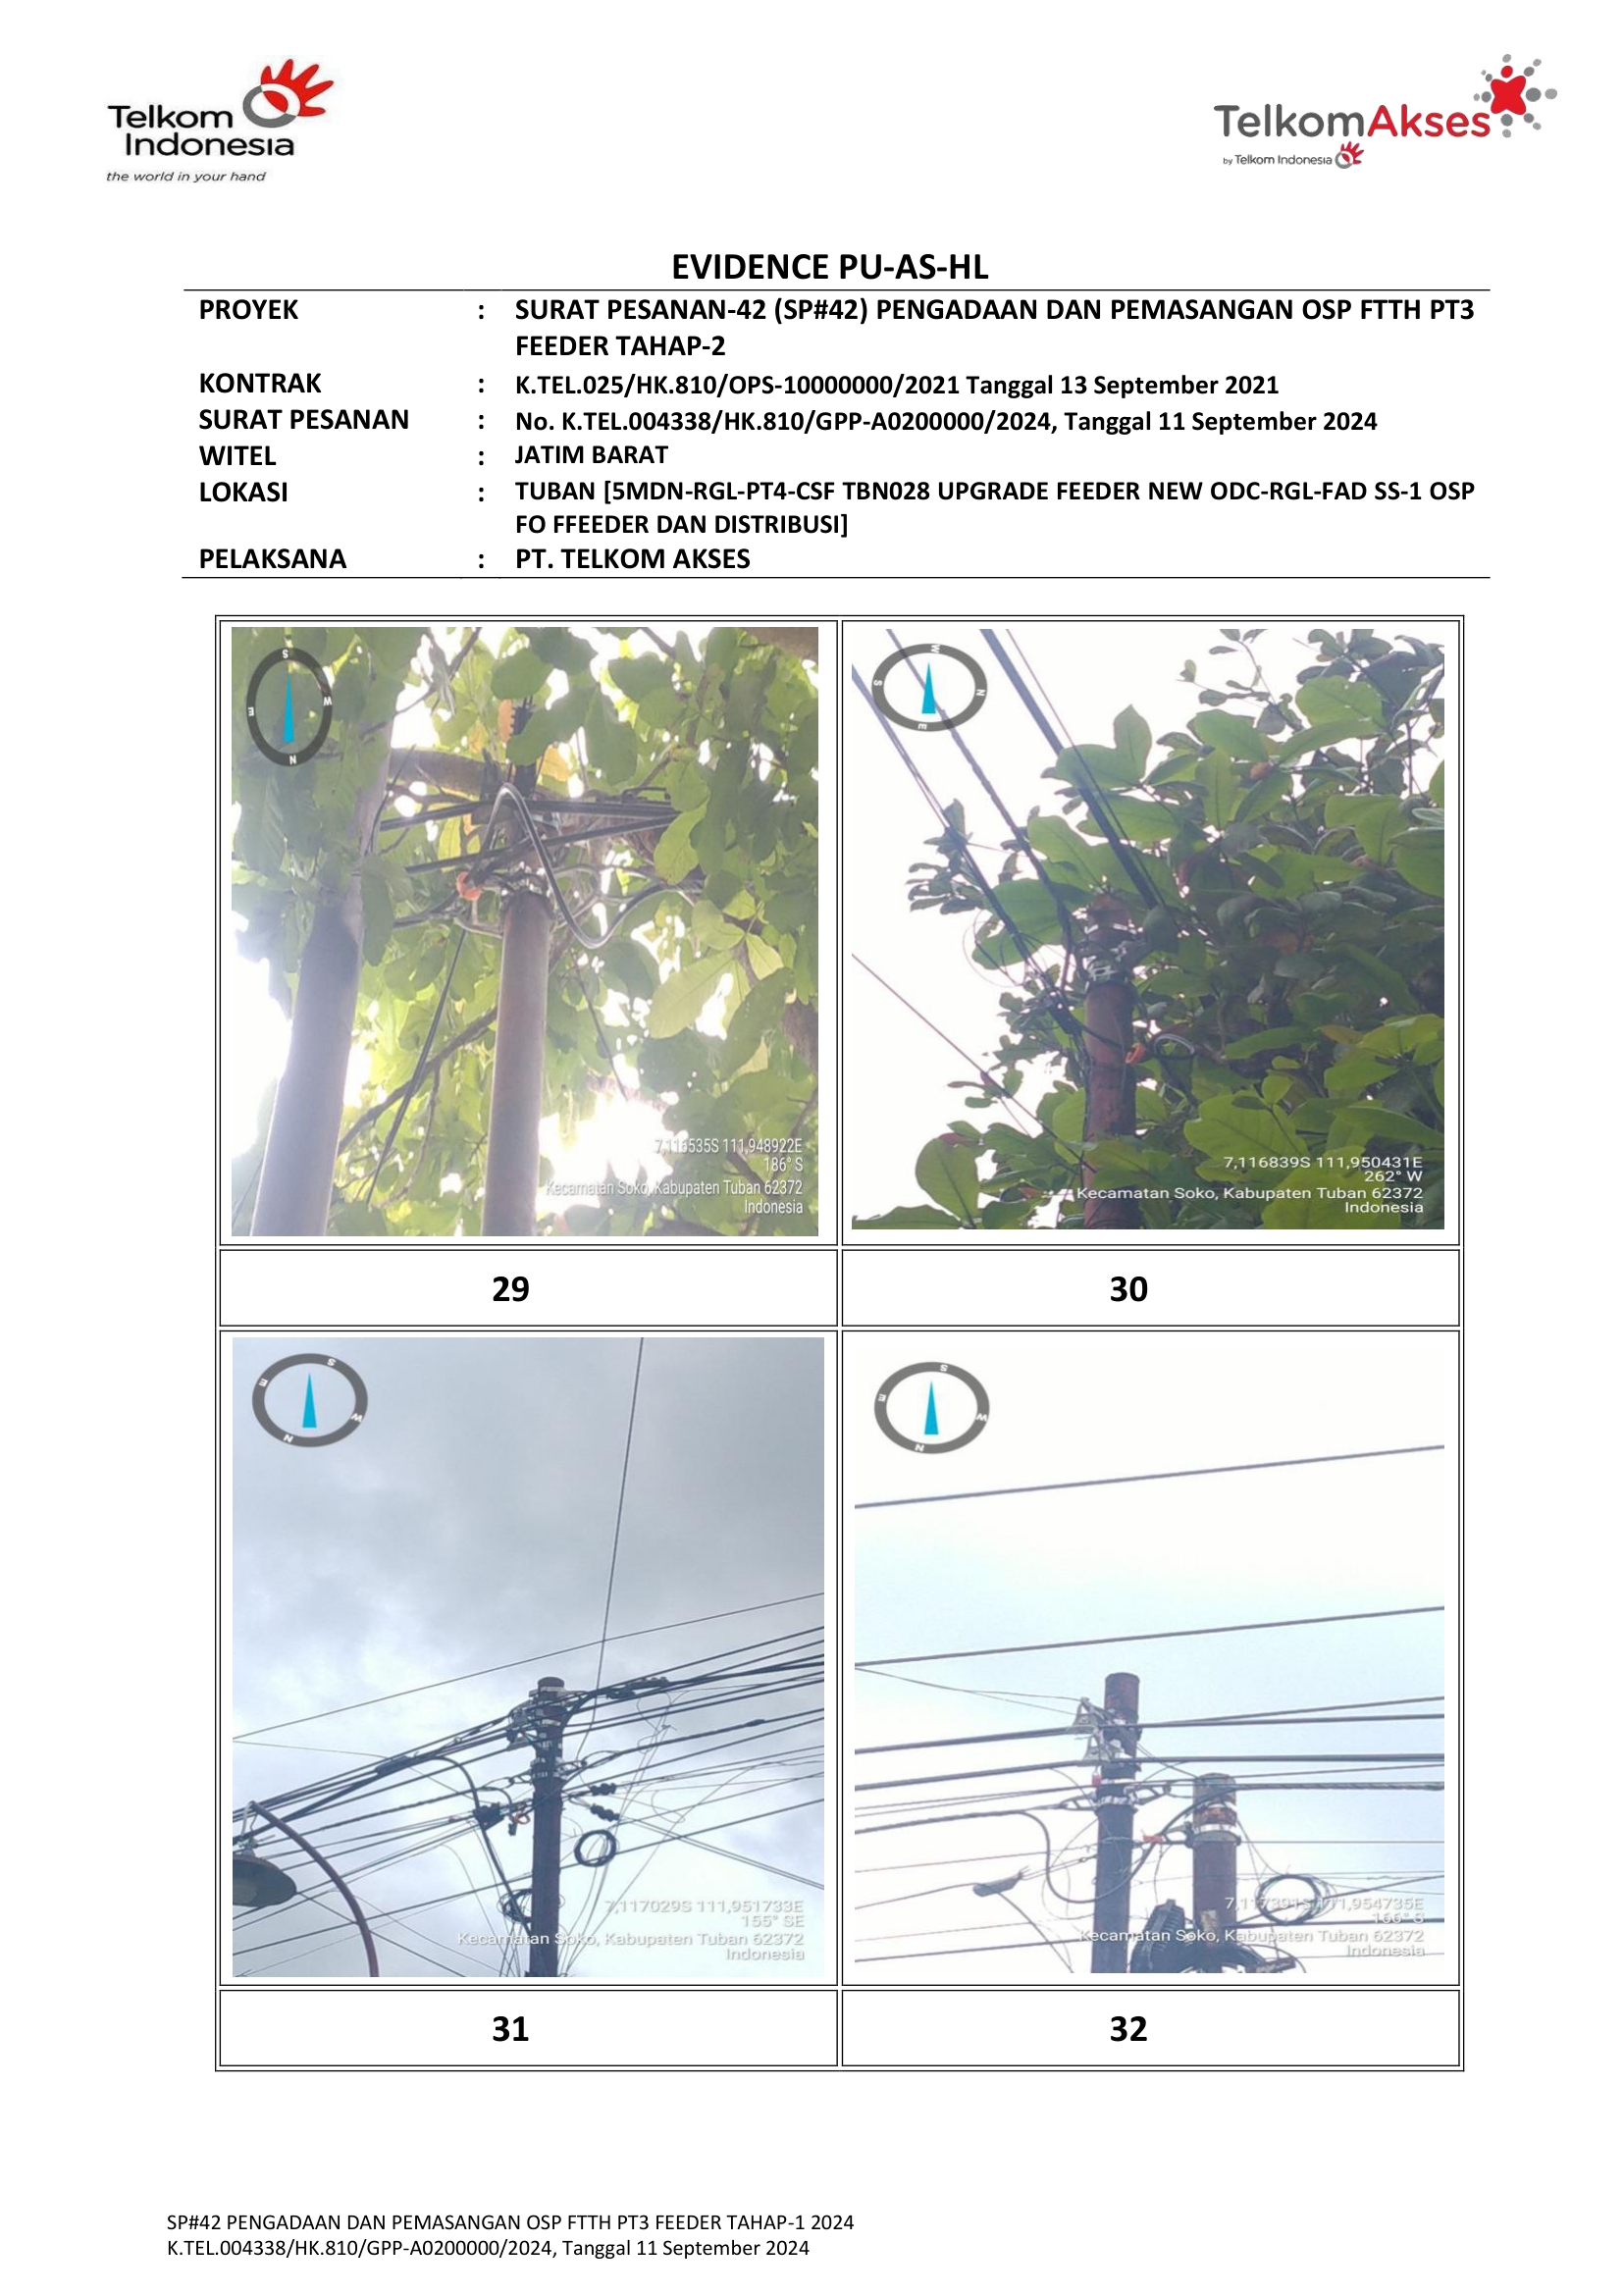 Telkom
Indonesia
the world in your hand
TelkomAkses
by Telkom Indonesia
EVIDENCE PU-AS-HL
PROYEK : SURAT PESANAN-42 (SP#42) PENGADAAN DAN PEMASANGAN OSP FTTH PT3
FEEDER TAHAP-2
KONTRAK : K.TEL.025/HK.810/OPS-10000000/2021 Tanggal 13 September 2021
SURAT PESANAN : No. K.TEL.004338/HK.810/GPP-A0200000/2024, Tanggal 11 September 2024
WITEL : JATIM BARAT
LOKASI : TUBAN [5MDN-RGL-PT4-CSF TBN028 UPGRADE FEEDER NEW ODC-RGL-FAD SS-1 OSP
FO FFEEDER DAN DISTRIBUSI]
PELAKSANA : PT. TELKOM AKSES
S
W
E
N
7,116535S 111,948922E
186° S
Kecamatan Soko, Kabupaten Tuban 62372
Indonesia
W
S
N
E
7,116839S 111,950431E
262° W
Kecamatan Soko, Kabupaten Tuban 62372
Indonesia
29
30
S
E
W
N
7,117029S 111,951733E
155° SE
Kecamatan Soko, Kabupaten Tuban 62372
Indonesia
S
E
W
N
7,117391S 111,954735E
166° S
Kecamatan Soko, Kabupaten Tuban 62372
Indonesia
31
32
SP#42 PENGADAAN DAN PEMASANGAN OSP FTTH PT3 FEEDER TAHAP-1 2024
K.TEL.004338/HK.810/GPP-A0200000/2024, Tanggal 11 September 2024